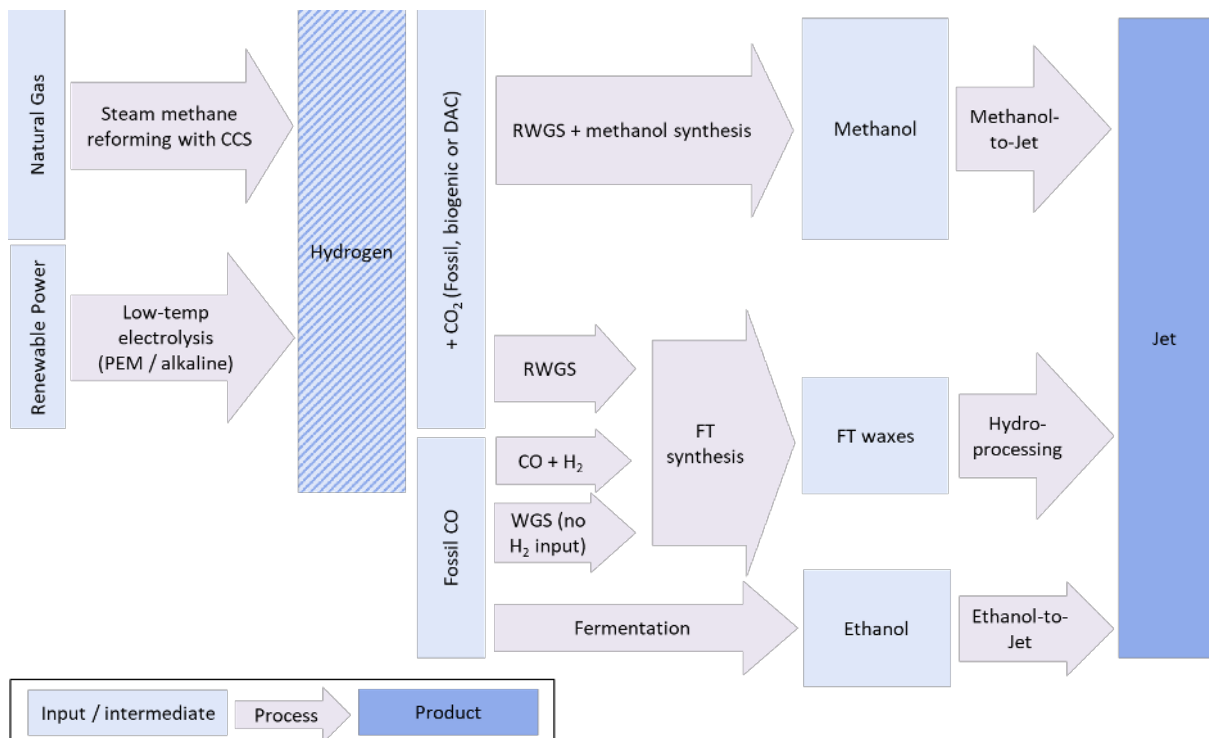 Natural Gas
Steam methane
reforming with CCS
Renewable Power
Low-temp
electrolysis
(PEM / alkaline)
Hydrogen
+ CO₂ (Fossil, biogenic or DAC)
Fossil CO
RWGS + methanol synthesis
Methanol
Methanol-
to-Jet
RWGS
CO + H₂
WGS (no
H₂ input)
FT
synthesis
FT waxes
Hydro-
processing
Fermentation
Ethanol
Ethanol-to-
Jet
Jet
Input / intermediate
Process
Product